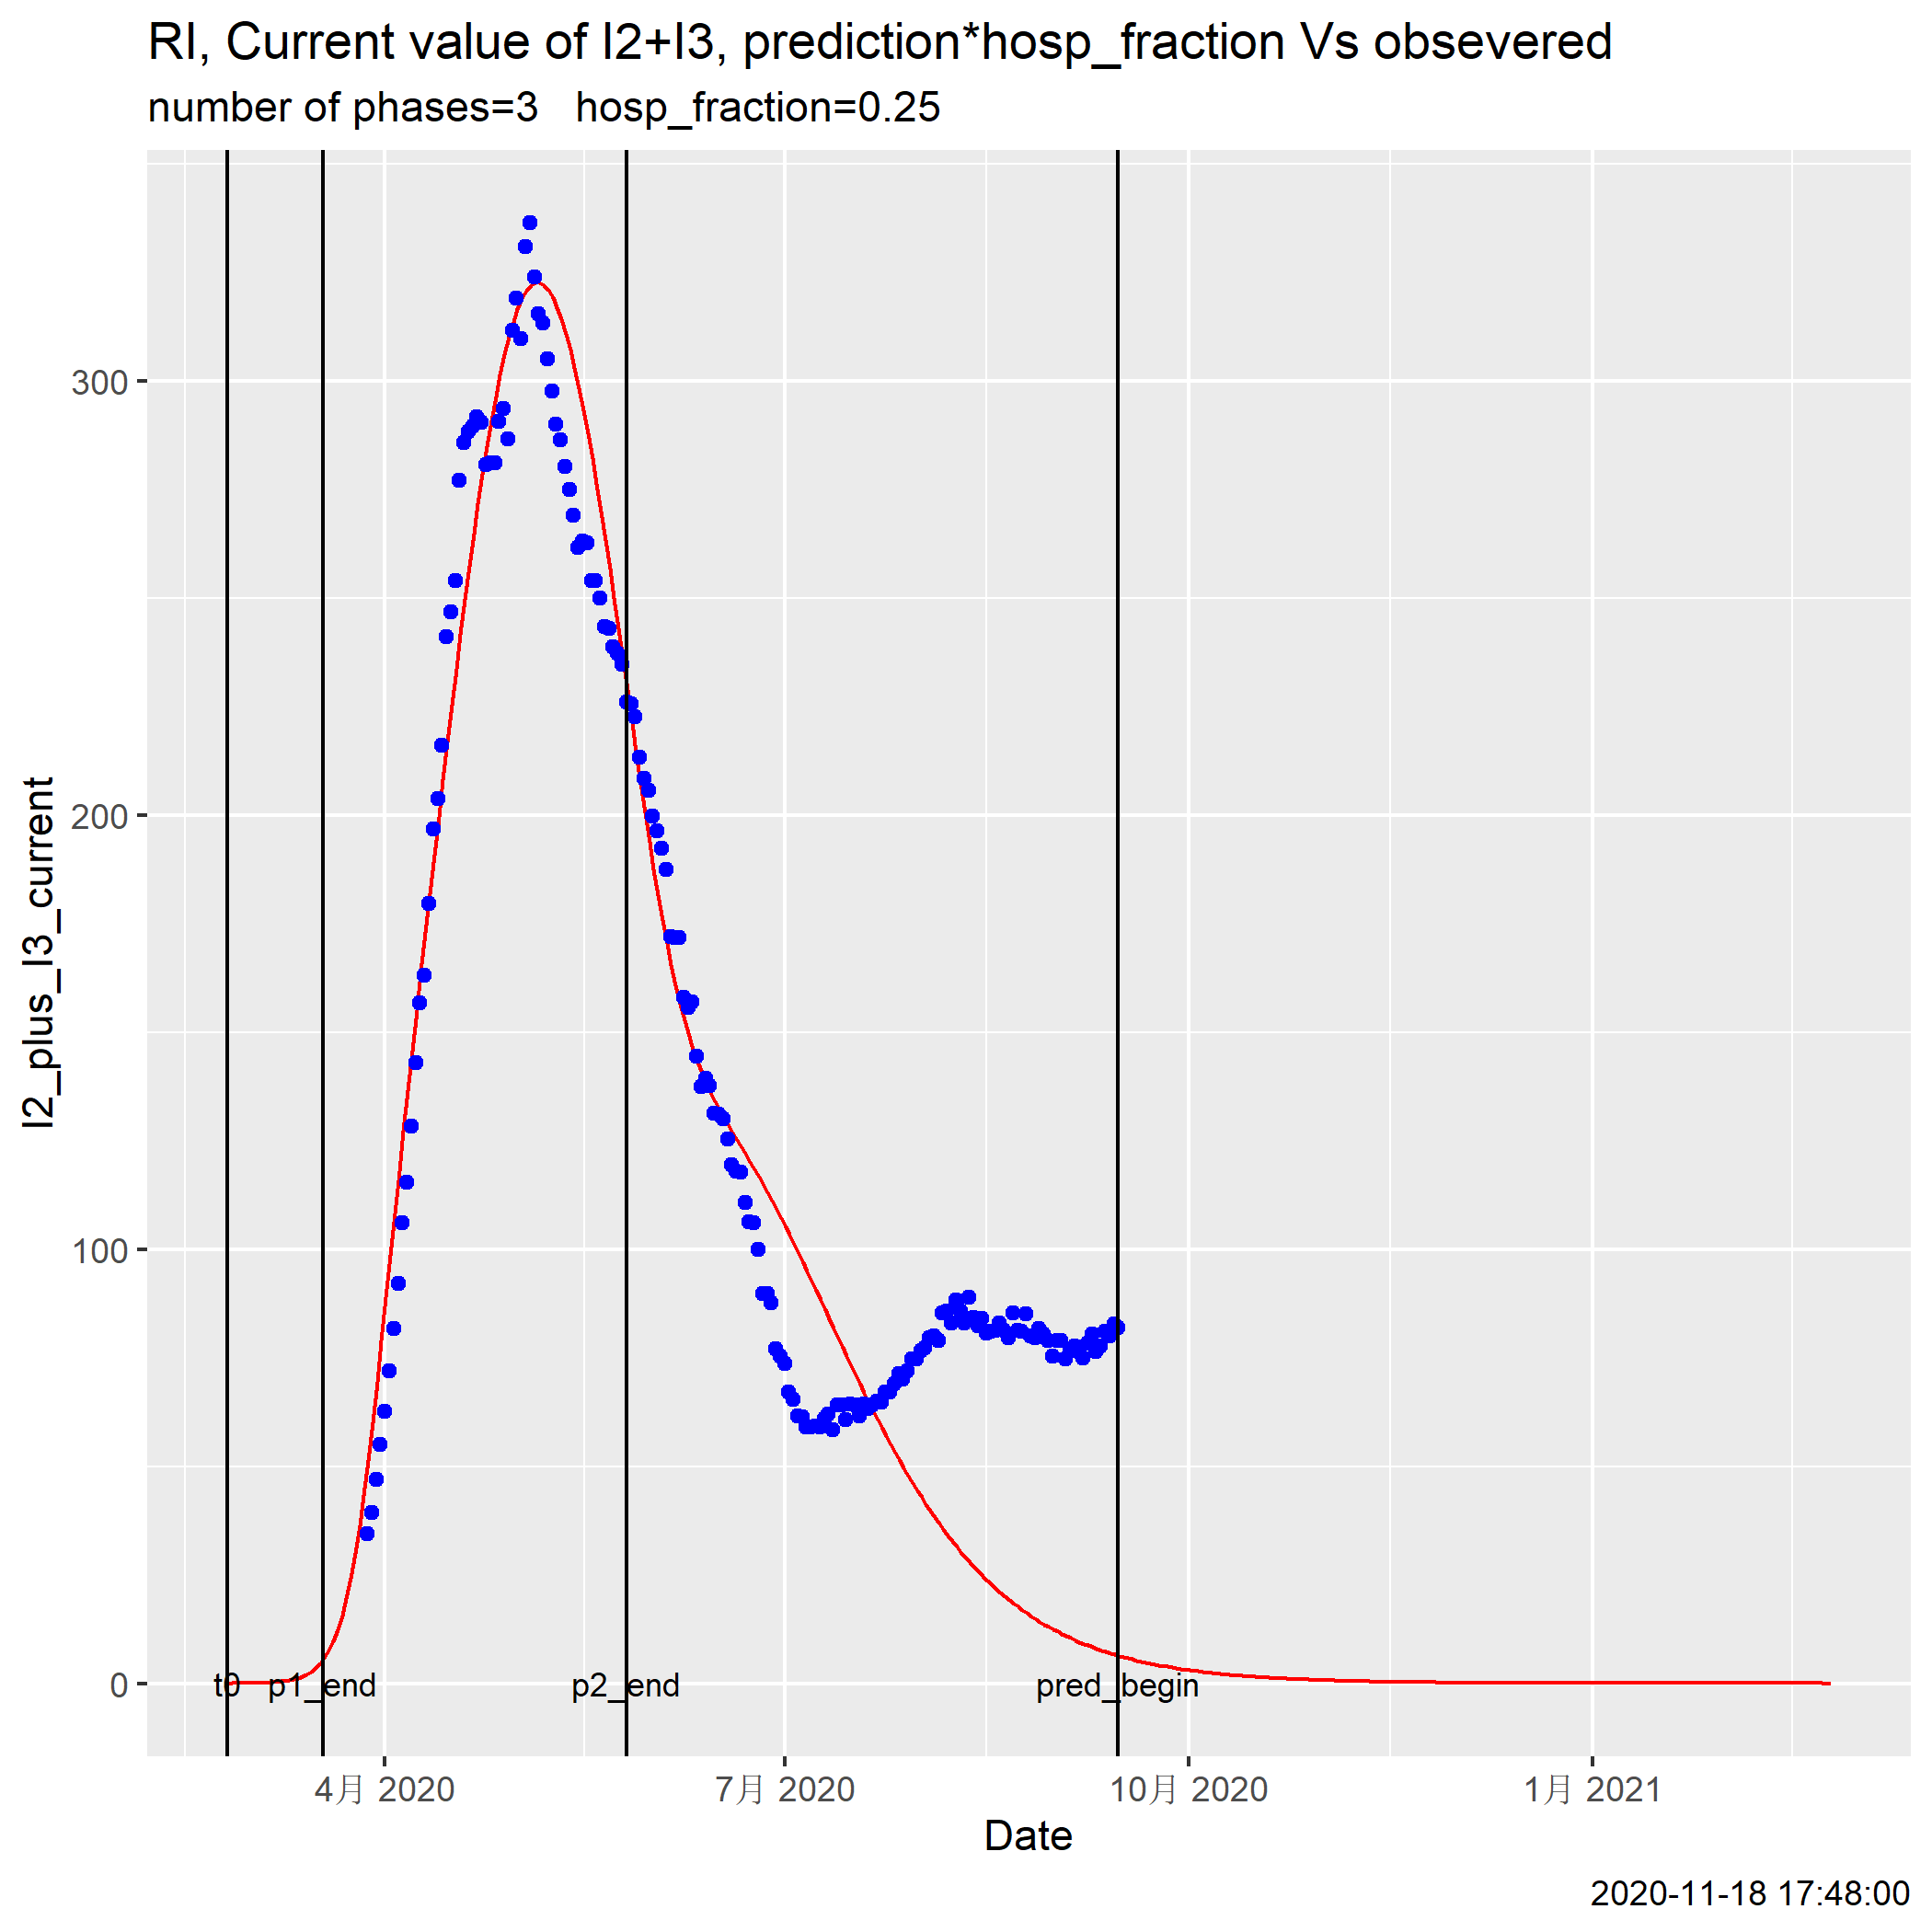 RI, Current value of I2+I3, prediction*hosp_fraction Vs obsevered
number of phases=3   hosp_fraction=0.25
I2_plus_I3_current
300
200
100
0
t0 p1_end p2_end pred_begin
4月 2020 7月 2020 10月 2020 1月 2021
Date
2020-11-18 17:48:00